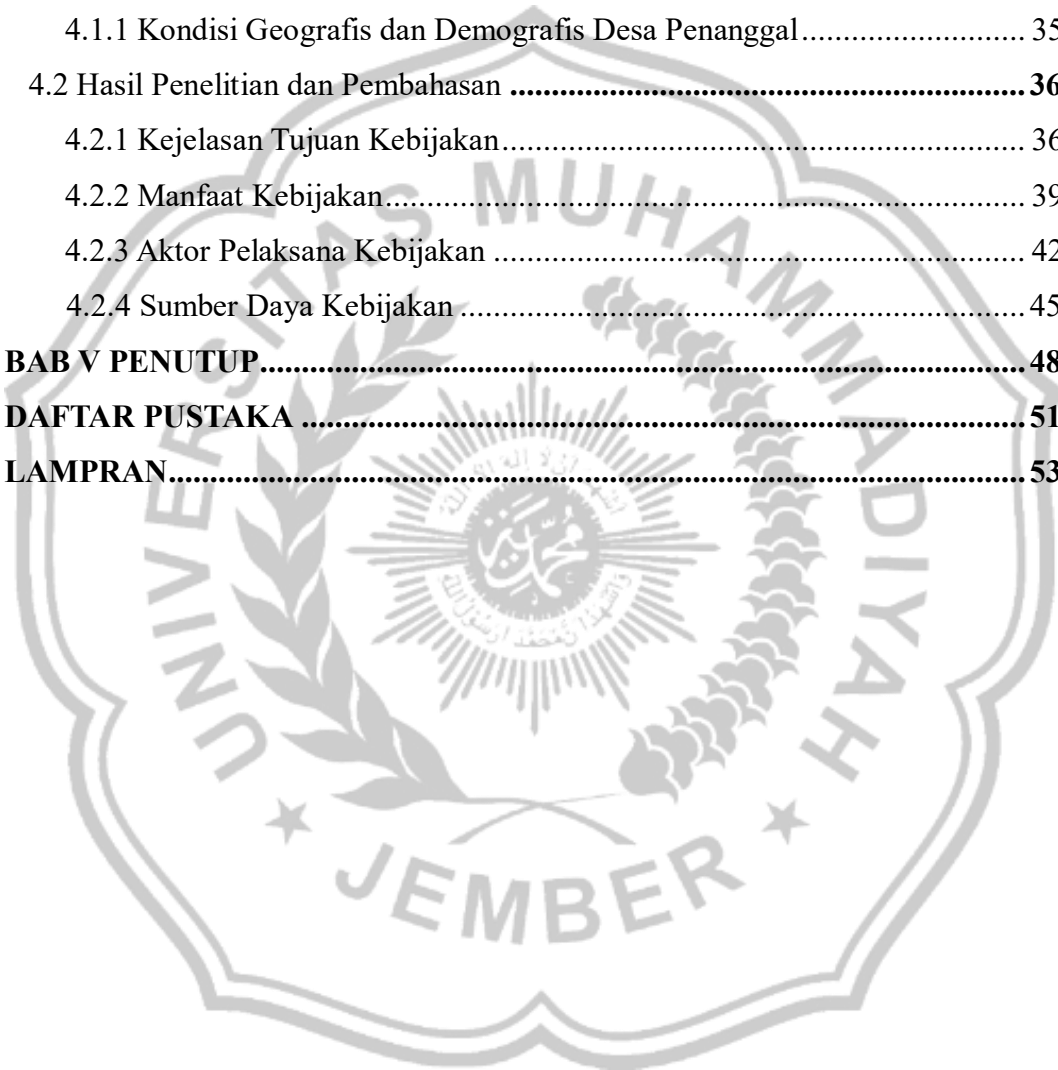 4.1.1 Kondisi Geografis dan Demografis Desa Penanggal............................ 35
4.2 Hasil Penelitian dan Pembahasan .................................................................36
4.2.1 Kejelasan Tujuan Kebijakan.................................................................. 36
4.2.2 Manfaat Kebijakan................................................................................. 39
4.2.3 Aktor Pelaksana Kebijakan ................................................................... 42
4.2.4 Sumber Daya Kebijakan ....................................................................... 45
BAB V PENUTUP................................................................................................48
DAFTAR PUSTAKA ...........................................................................................51
LAMPRAN............................................................................................................53
UNIVERSITAS MUHAMMADIYAH
JEMBER